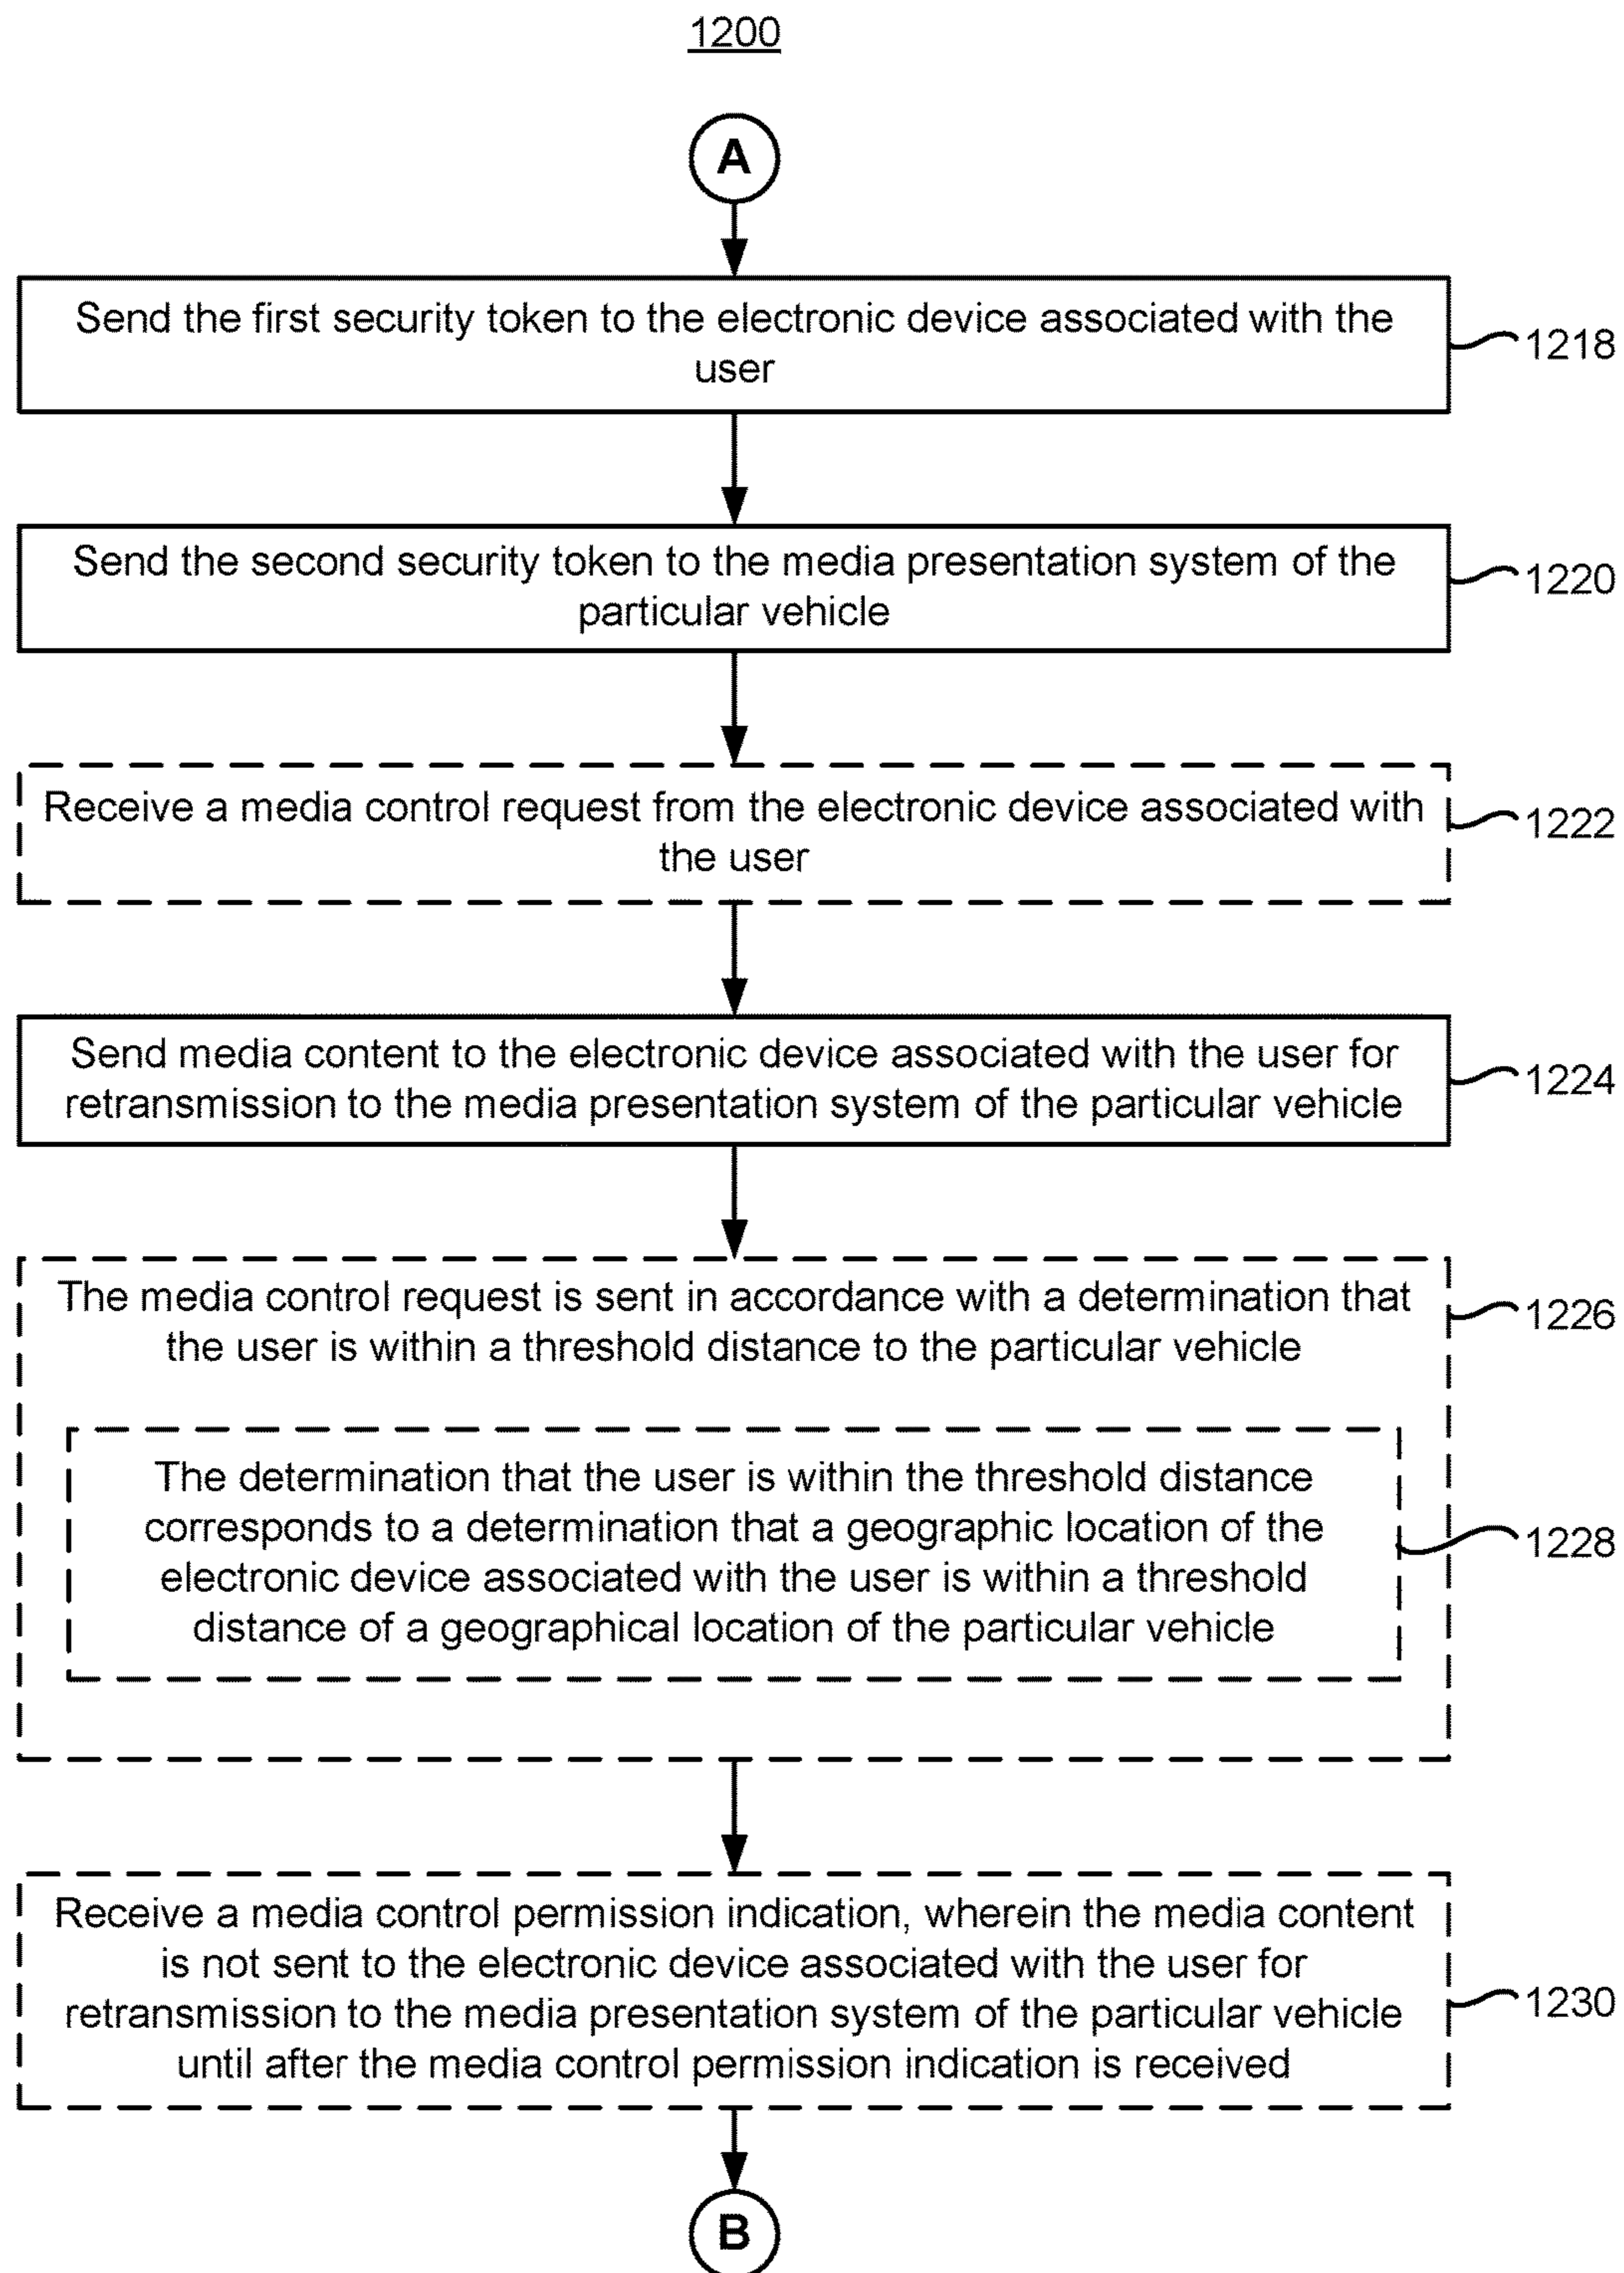 1200
A
Send the first security token to the electronic device associated with the
user
1218
Send the second security token to the media presentation system of the
particular vehicle
1220
Receive a media control request from the electronic device associated with
the user
1222
Send media content to the electronic device associated with the user for
retransmission to the media presentation system of the particular vehicle
1224
The media control request is sent in accordance with a determination that
the user is within a threshold distance to the particular vehicle
1226
The determination that the user is within the threshold distance
corresponds to a determination that a geographic location of the
electronic device associated with the user is within a threshold
distance of a geographical location of the particular vehicle
1228
Receive a media control permission indication, wherein the media content
is not sent to the electronic device associated with the user for
retransmission to the media presentation system of the particular vehicle
until after the media control permission indication is received
1230
B